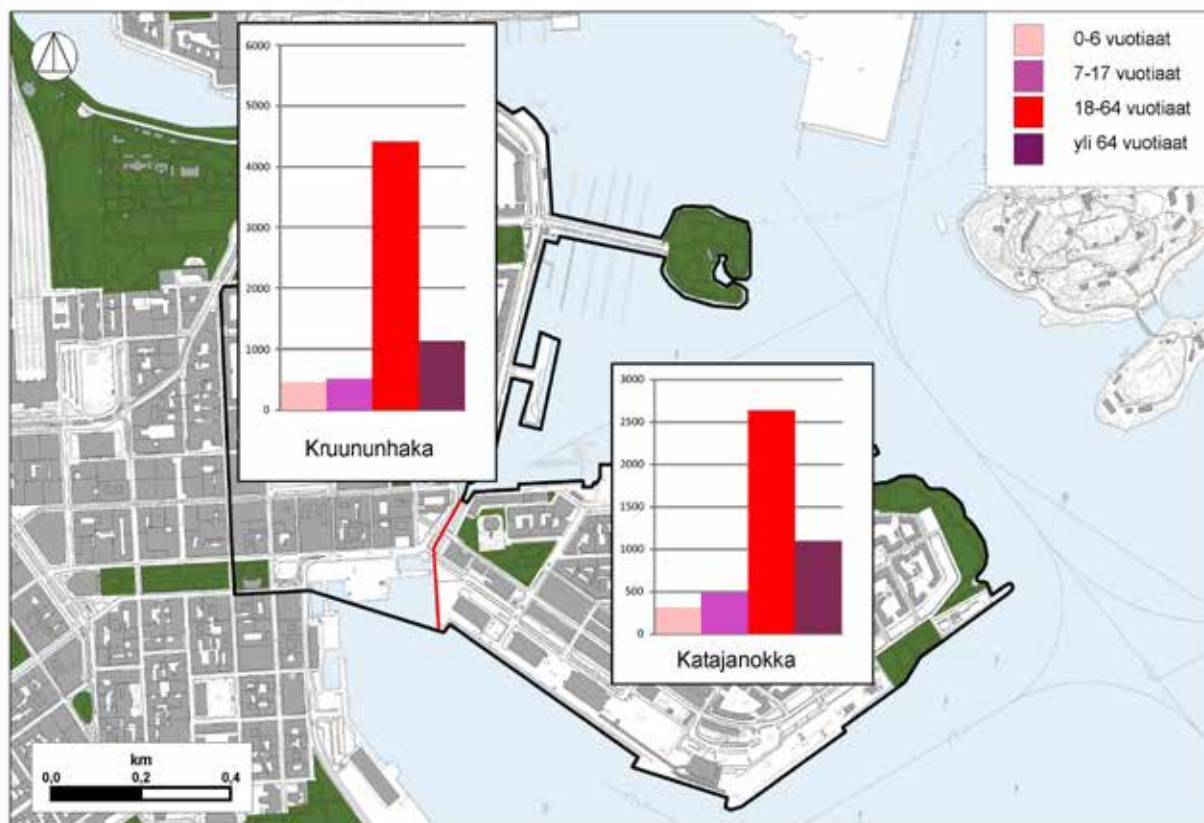 6000
5000
4000
3000
2000
1000
0
Kruununhaka
0-6 vuotiaat
7-17 vuotiaat
18-64 vuotiaat
yli 64 vuotiaat
3000
2500
2000
1500
1000
500
0
Katajanokka
km
0,0 0,2 0,4